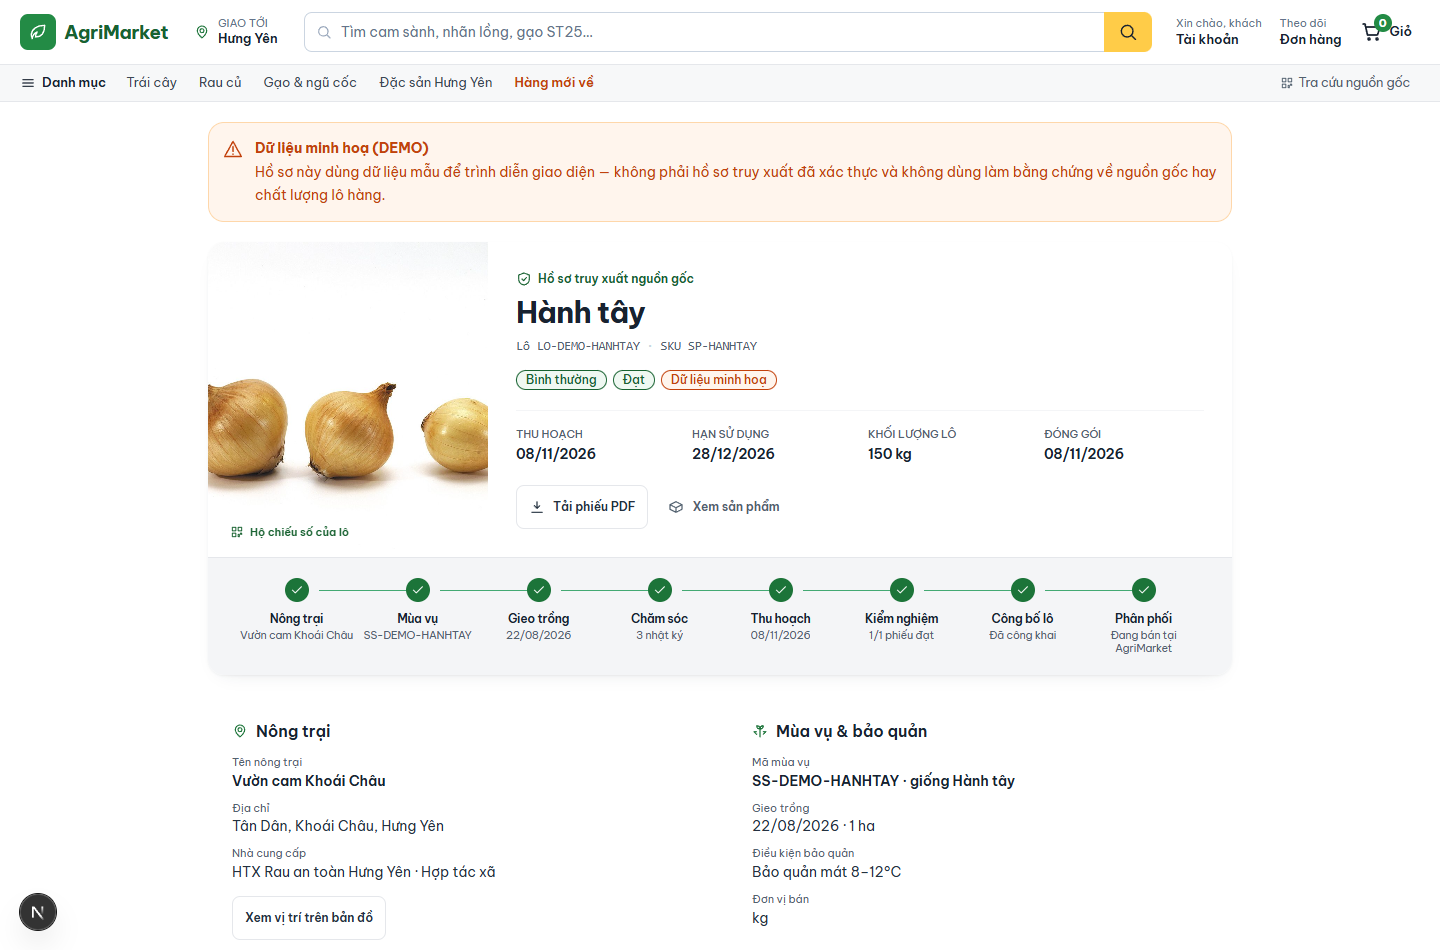 AgriMarket
GIAO TỚI
Hưng Yên
Tìm cam sành, nhãn lồng, gạo ST25...
Xin chào, khách
Tài khoản
Theo dõi
Đơn hàng
0
Giỏ
Danh mục
Trái cây
Rau củ
Gạo & ngũ cốc
Đặc sản Hưng Yên
Hàng mới về
Tra cứu nguồn gốc
Dữ liệu minh hoạ (DEMO)
Hồ sơ này dùng dữ liệu mẫu để trình diễn giao diện — không phải hồ sơ truy xuất đã xác thực và không dùng làm bằng chứng về nguồn gốc hay
chất lượng lô hàng.
Hồ sơ truy xuất nguồn gốc
Hành tây
Lô LO-DEMO-HANHTAY · SKU SP-HANHTAY
Bình thường
Đạt
Dữ liệu minh hoạ
THU HOẠCH
08/11/2026
HẠN SỬ DỤNG
28/12/2026
KHỐI LƯỢNG LÔ
150 kg
ĐÓNG GÓI
08/11/2026
Tải phiếu PDF
Xem sản phẩm
Hộ chiếu số của lô
Nông trại
Vườn cam Khoái Châu
Mùa vụ
SS-DEMO-HANHTAY
Gieo trồng
22/08/2026
Chăm sóc
3 nhật ký
Thu hoạch
08/11/2026
Kiểm nghiệm
1/1 phiếu đạt
Công bố lô
Đã công khai
Phân phối
Đang bán tại
AgriMarket
Nông trại
Tên nông trại
Vườn cam Khoái Châu
Địa chỉ
Tân Dân, Khoái Châu, Hưng Yên
Nhà cung cấp
HTX Rau an toàn Hưng Yên · Hợp tác xã
Xem vị trí trên bản đồ
Mùa vụ & bảo quản
Mã mùa vụ
SS-DEMO-HANHTAY · giống Hành tây
Gieo trồng
22/08/2026 · 1 ha
Điều kiện bảo quản
Bảo quản mát 8–12°C
Đơn vị bán
kg
N